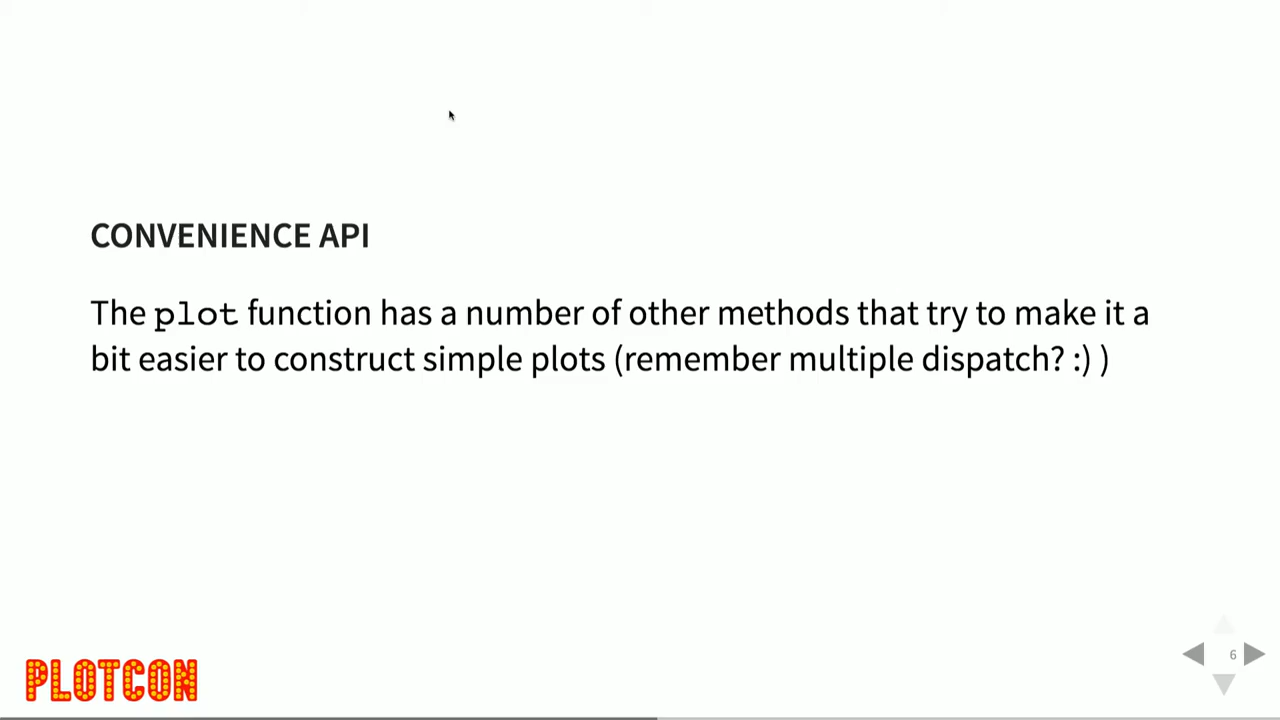 CONVENIENCE API
The plot function has a number of other methods that try to make it a
bit easier to construct simple plots (remember multiple dispatch? :) )
6
PLOTCON